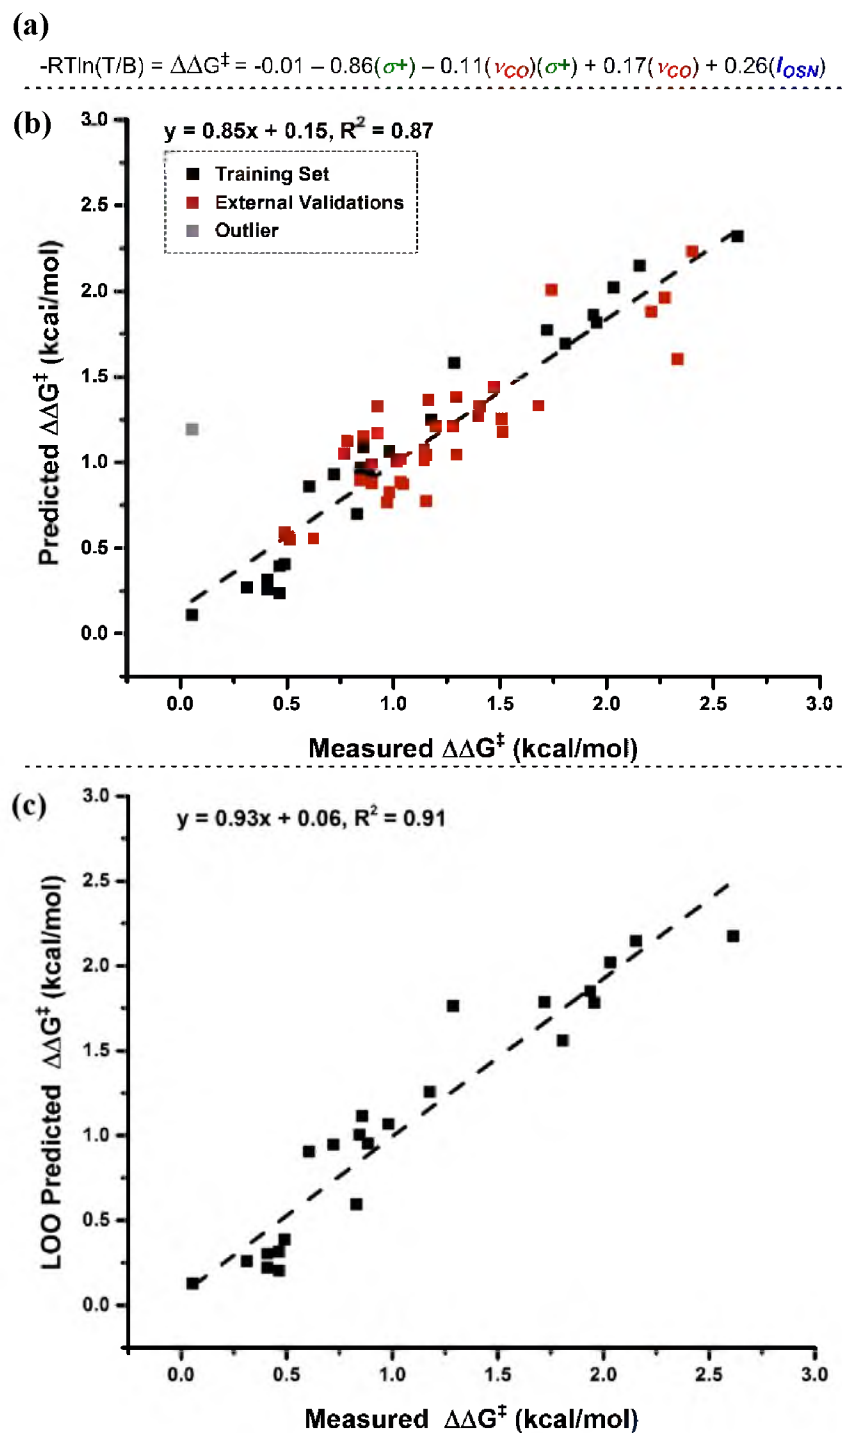 (a)
-RTln(T/B) = ΔΔG‡ = -0.01 – 0.86(σ+) – 0.11(νCO)(σ+) + 0.17(νCO) + 0.26(IOSN)
(b)
y = 0.85x + 0.15, R² = 0.87
Training Set
External Validations
Outlier
3.0
2.5
2.0
1.5
1.0
0.5
0.0
Predicted ΔΔG‡ (kcai/mol)
0.0 0.5 1.0 1.5 2.0 2.5 3.0
Measured ΔΔG‡ (kcal/mol)
(c)
y = 0.93x + 0.06, R² = 0.91
3.0
2.5
2.0
1.5
1.0
0.5
0.0
LOO Predicted ΔΔG‡ (kcal/mol)
0.0 0.5 1.0 1.5 2.0 2.5 3.0
Measured ΔΔG‡ (kcal/mol)